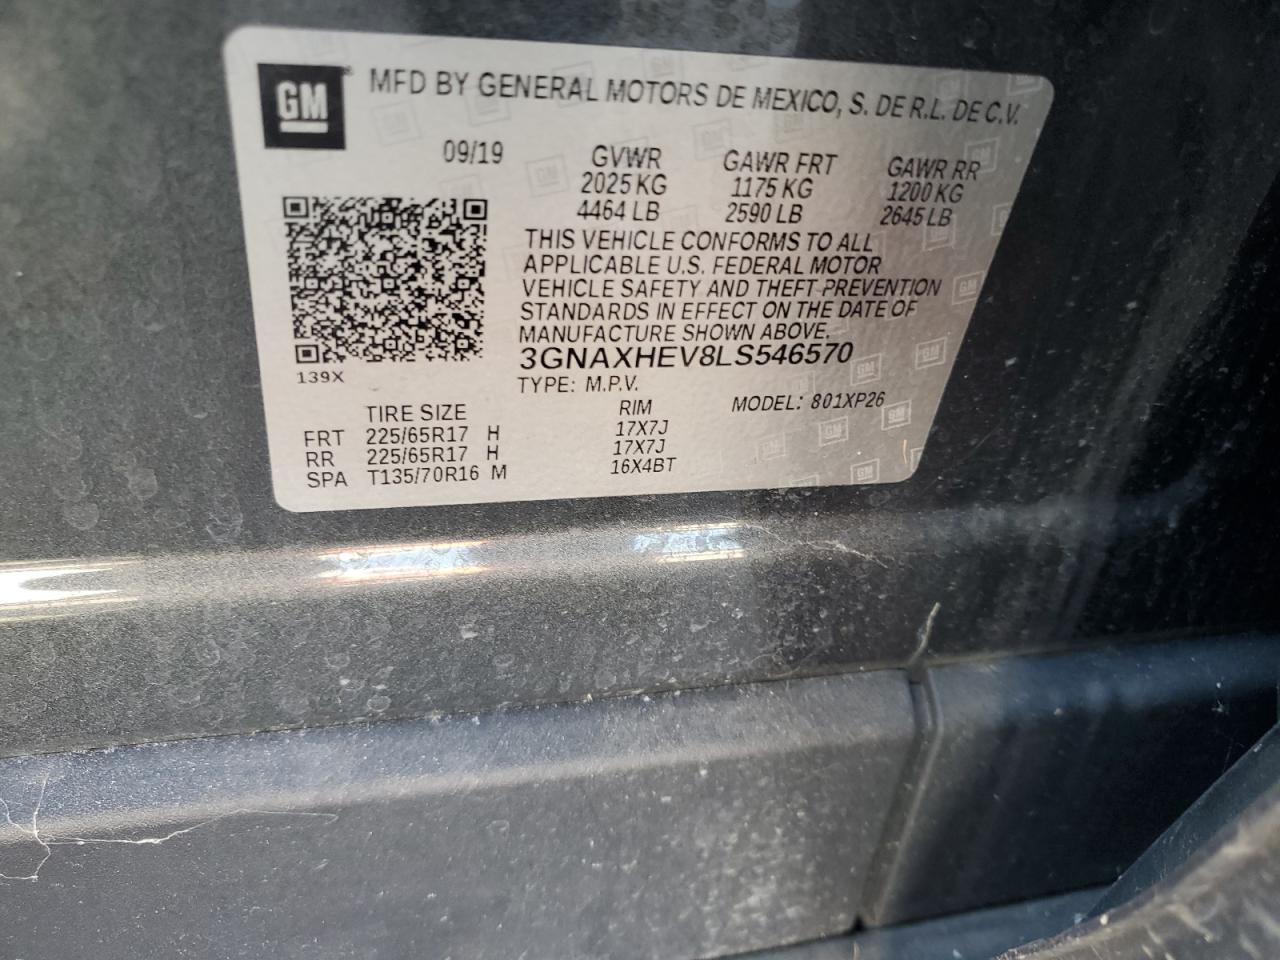 GM
MFD BY GENERAL MOTORS DE MEXICO, S. DE R.L. DE C.V.
09/19 GVWR GAWR FRT GAWR RR
2025 KG 1175 KG 1200 KG
4464 LB 2590 LB 2645 LB
THIS VEHICLE CONFORMS TO ALL
APPLICABLE U.S. FEDERAL MOTOR
VEHICLE SAFETY AND THEFT PREVENTION
STANDARDS IN EFFECT ON THE DATE OF
MANUFACTURE SHOWN ABOVE.
3GNAXHEV8LS546570
139X
TYPE: M.P.V. MODEL: 801XP26
TIRE SIZE RIM
FRT 225/65R17 H 17X7J
RR 225/65R17 H 17X7J
SPA T135/70R16 M 16X4BT